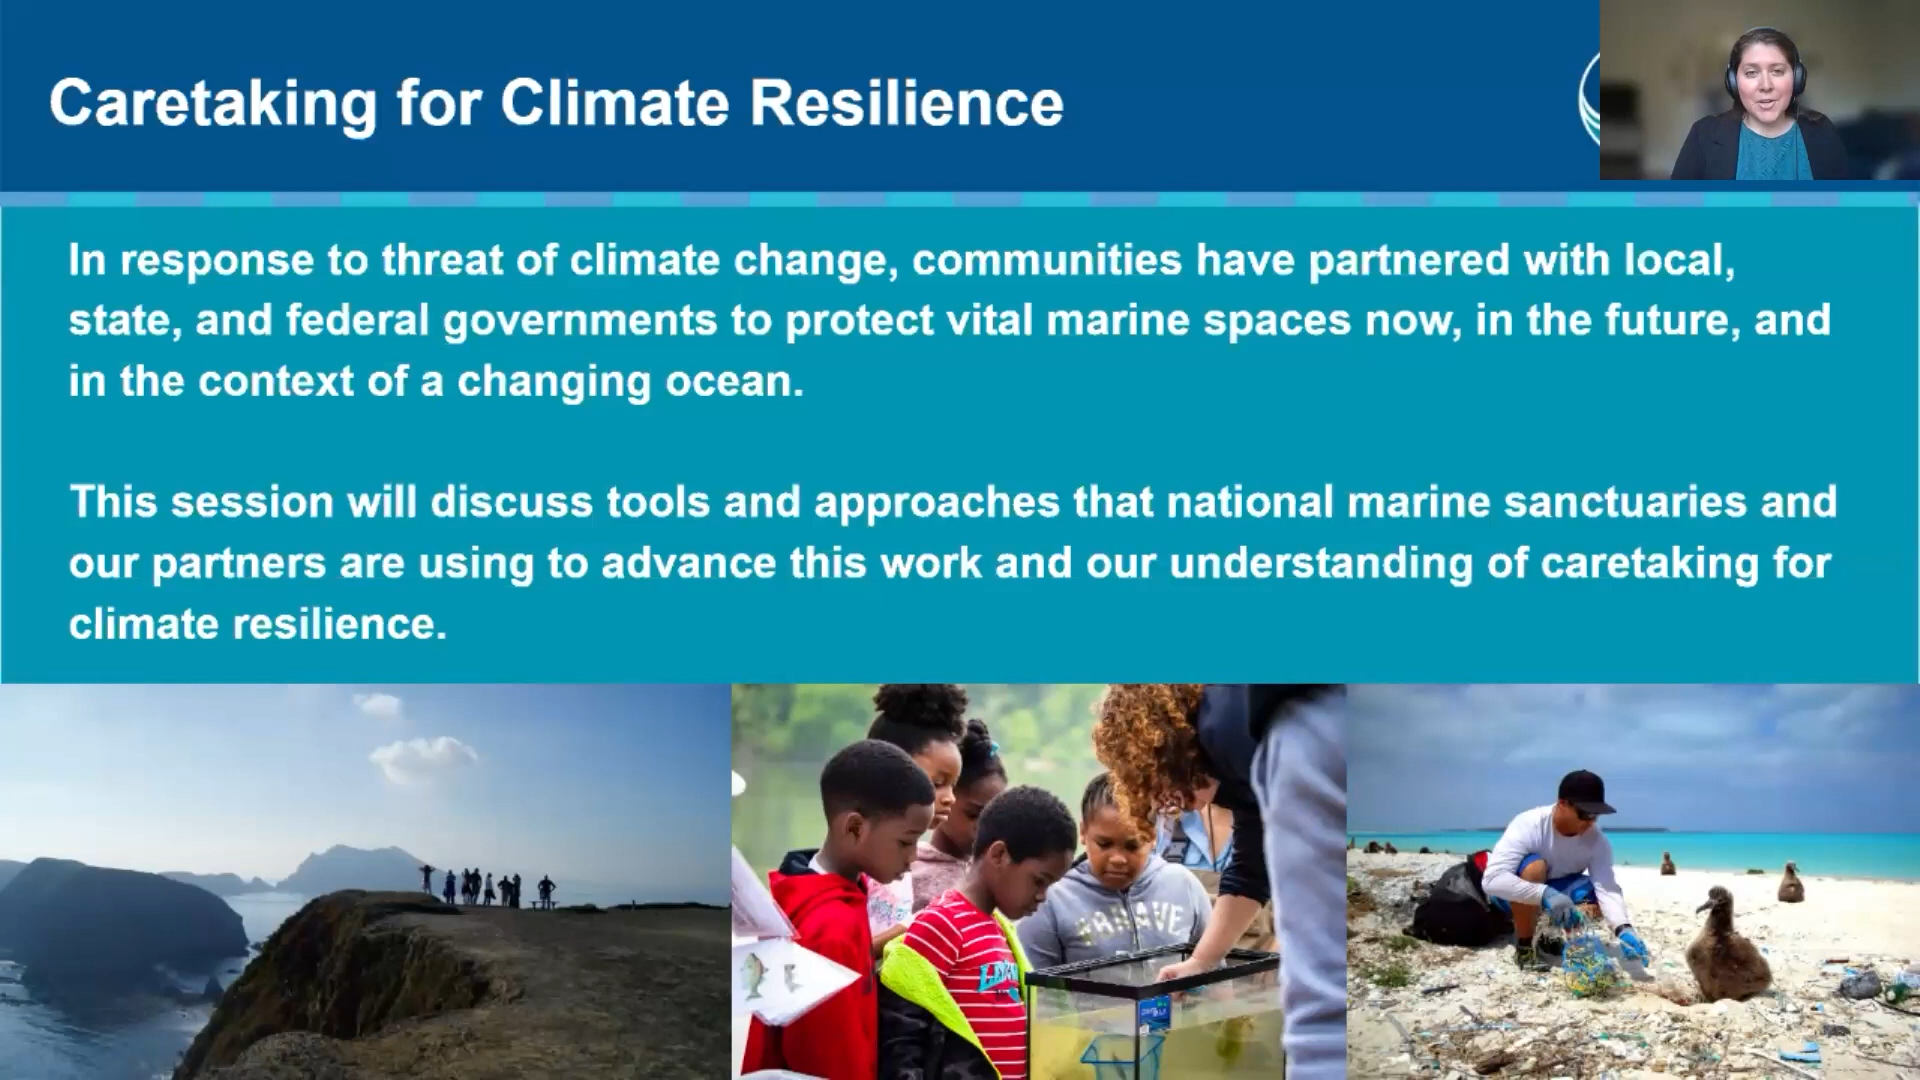 Caretaking for Climate Resilience
In response to threat of climate change, communities have partnered with local,
state, and federal governments to protect vital marine spaces now, in the future, and
in the context of a changing ocean.
This session will discuss tools and approaches that national marine sanctuaries and
our partners are using to advance this work and our understanding of caretaking for
climate resilience.